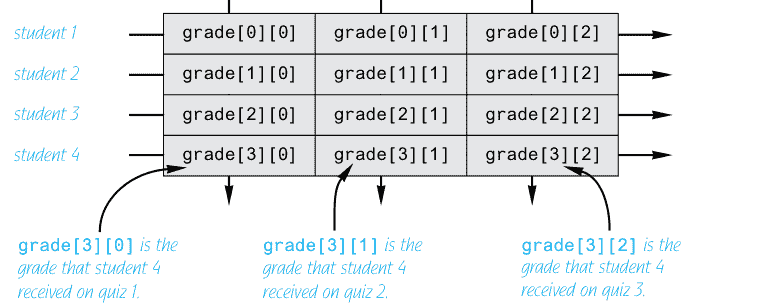 student 1 grade[0][0] grade[0][1] grade[0][2]
student 2 grade[1][0] grade[1][1] grade[1][2]
student 3 grade[2][0] grade[2][1] grade[2][2]
student 4 grade[3][0] grade[3][1] grade[3][2]
grade[3][0] is the
grade that student 4
received on quiz 1.
grade[3][1] is the
grade that student 4
received on quiz 2.
grade[3][2] is the
grade that student 4
received on quiz 3.